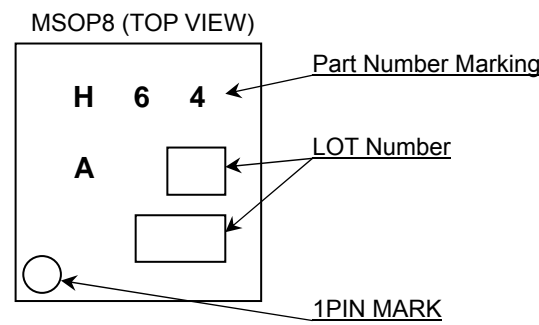 MSOP8 (TOP VIEW)
Part Number Marking
H 6 4
LOT Number
A
1PIN MARK